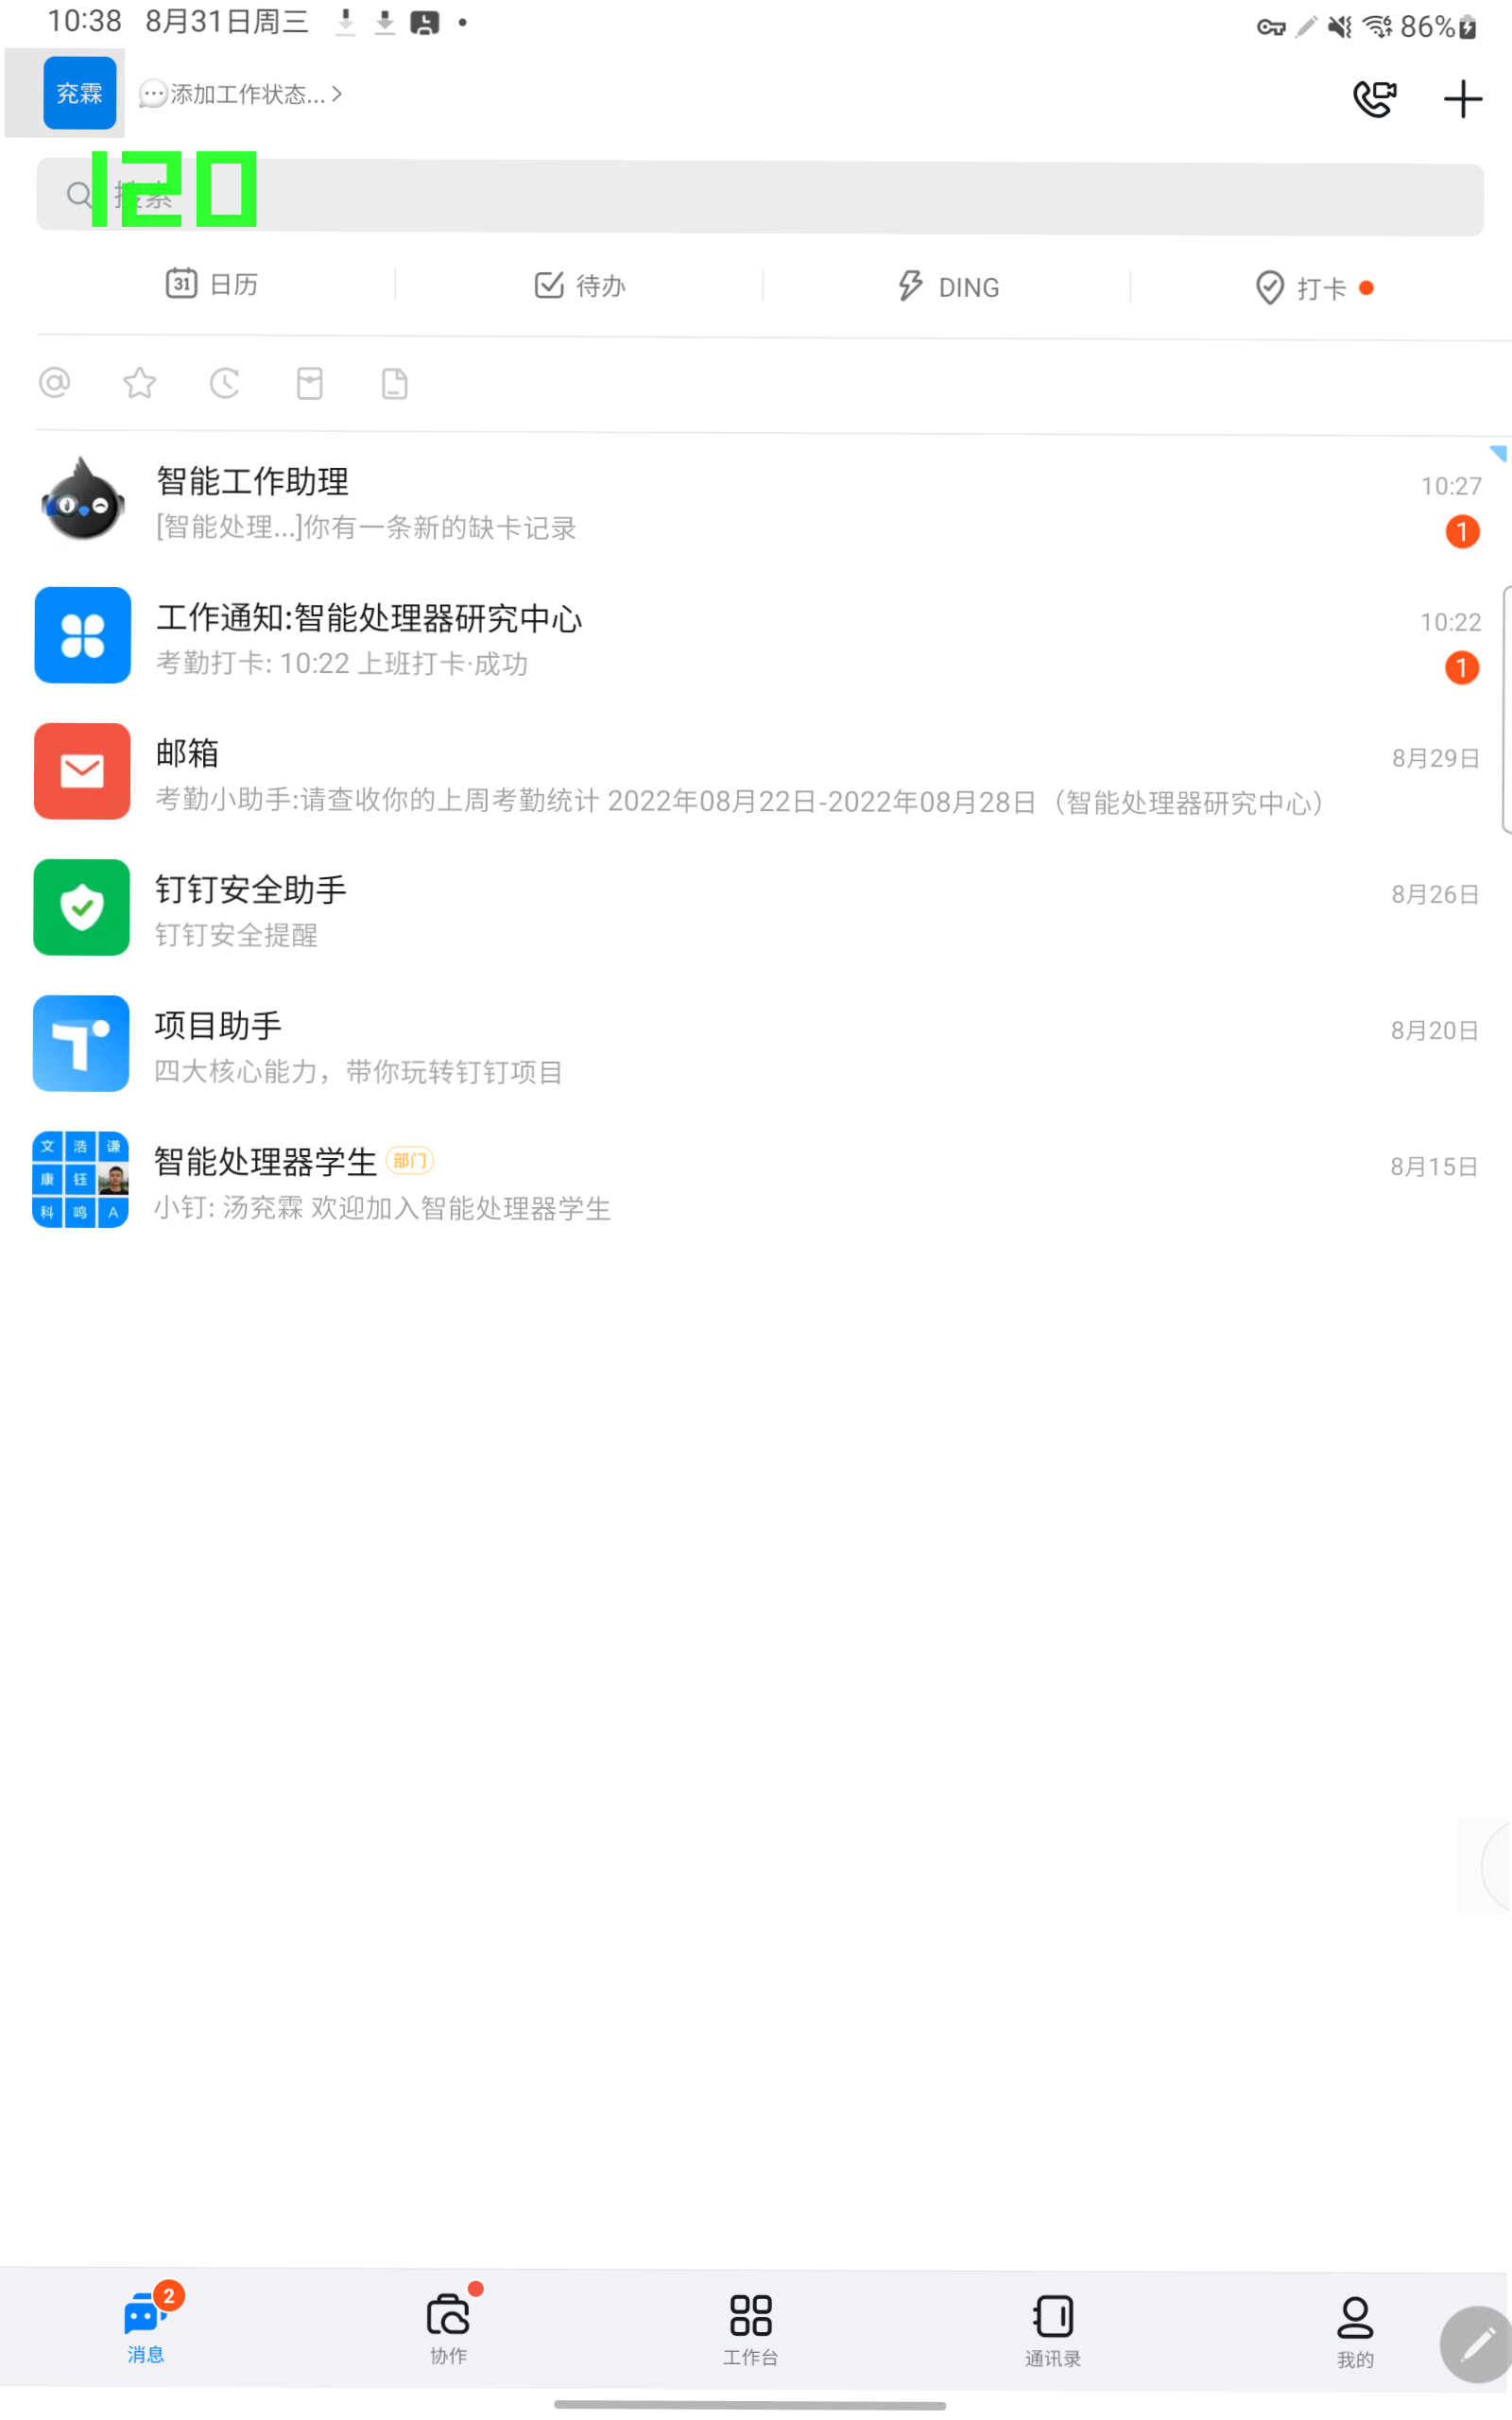 10:38 8月31日周三 86%
兖霖 添加工作状态... >
120
搜索
31 日历 待办 DING 打卡
智能工作助理 10:27
[智能处理...]你有一条新的缺卡记录 1
工作通知:智能处理器研究中心 10:22
考勤打卡: 10:22 上班打卡·成功 1
邮箱 8月29日
考勤小助手:请查收你的上周考勤统计 2022年08月22日-2022年08月28日（智能处理器研究中心）
钉钉安全助手 8月26日
钉钉安全提醒
项目助手 8月20日
四大核心能力，带你玩转钉钉项目
文 浩 谦
康 钰
科 鸣 A
智能处理器学生 部门 8月15日
小钉: 汤兖霖 欢迎加入智能处理器学生
2
消息 协作 工作台 通讯录 我的